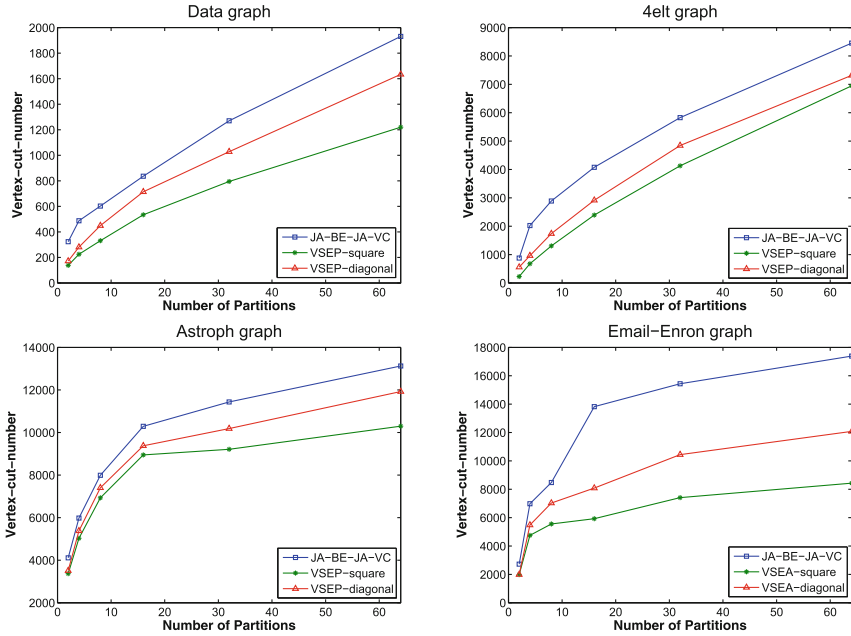 Data graph
Vertex−cut−number
2000
1800
1600
1400
1200
1000
800
600
400
200
0
0 10 20 30 40 50 60
Number of Partitions
JA−BE−JA−VC
VSEP−square
VSEP−diagonal
4elt graph
Vertex−cut−number
9000
8000
7000
6000
5000
4000
3000
2000
1000
0
0 10 20 30 40 50 60
Number of Partitions
JA−BE−JA−VC
VSEP−square
VSEP−diagonal
Astroph graph
Vertex−cut−number
14000
12000
10000
8000
6000
4000
2000
0 10 20 30 40 50 60
Number of Partitions
JA−BE−JA−VC
VSEP−square
VSEP−diagonal
Email−Enron graph
Vertex−cut−number
18000
16000
14000
12000
10000
8000
6000
4000
2000
0
0 10 20 30 40 50 60
Number of Partitions
JA−BE−JA−VC
VSEA−square
VSEA−diagonal